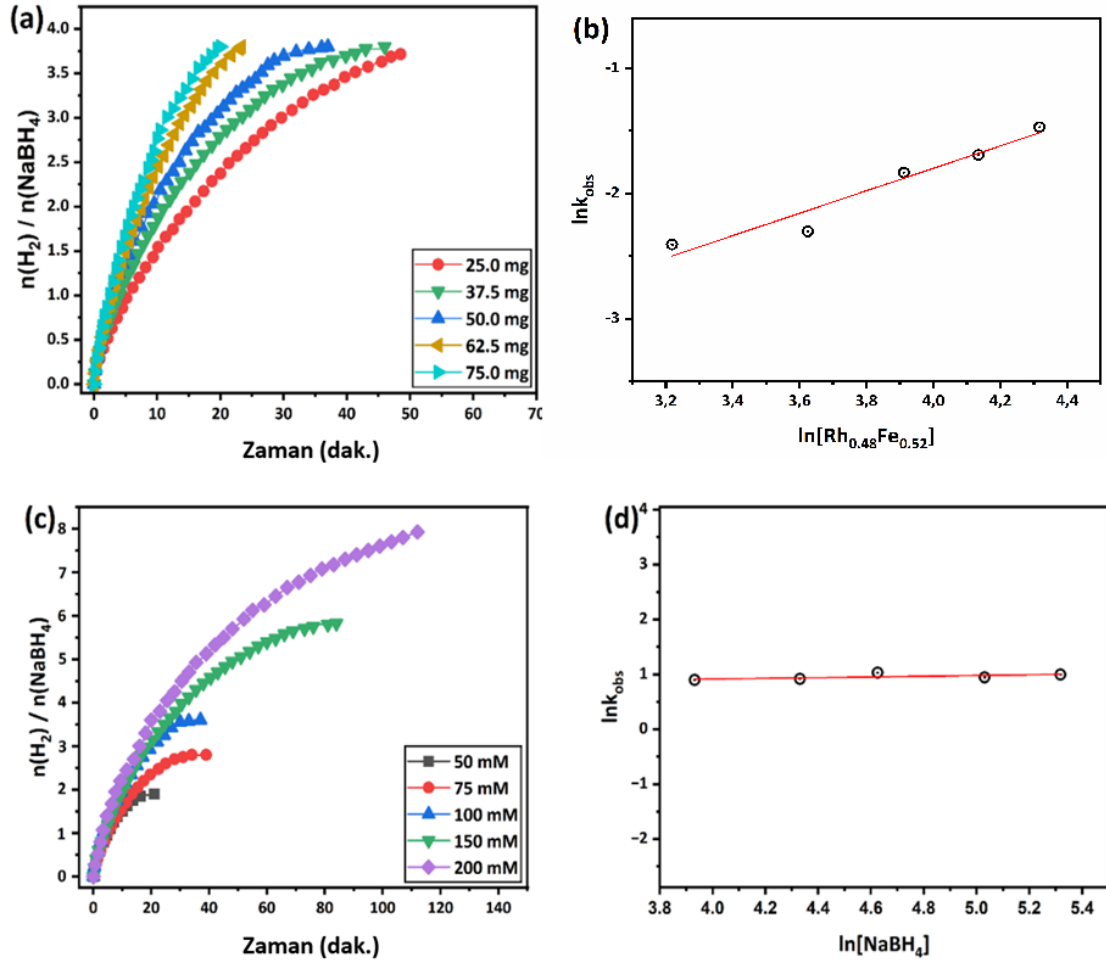 (a)
n(H₂) / n(NaBH₄)
4.0
3.5
3.0
2.5
2.0
1.5
1.0
0.5
0.0
0 10 20 30 40 50 60 70
Zaman (dak.)
25.0 mg
37.5 mg
50.0 mg
62.5 mg
75.0 mg
(b)
lnk_obs
-1
-2
-3
3,2 3,4 3,6 3,8 4,0 4,2 4,4
ln[Rh₀.₄₈Fe₀.₅₂]
(c)
n(H₂) / n(NaBH₄)
8
7
6
5
4
3
2
1
0
0 20 40 60 80 100 120 140
Zaman (dak.)
50 mM
75 mM
100 mM
150 mM
200 mM
(d)
lnk_obs
4
3
2
1
0
−1
−2
3.8 4.0 4.2 4.4 4.6 4.8 5.0 5.2 5.4
ln[NaBH₄]